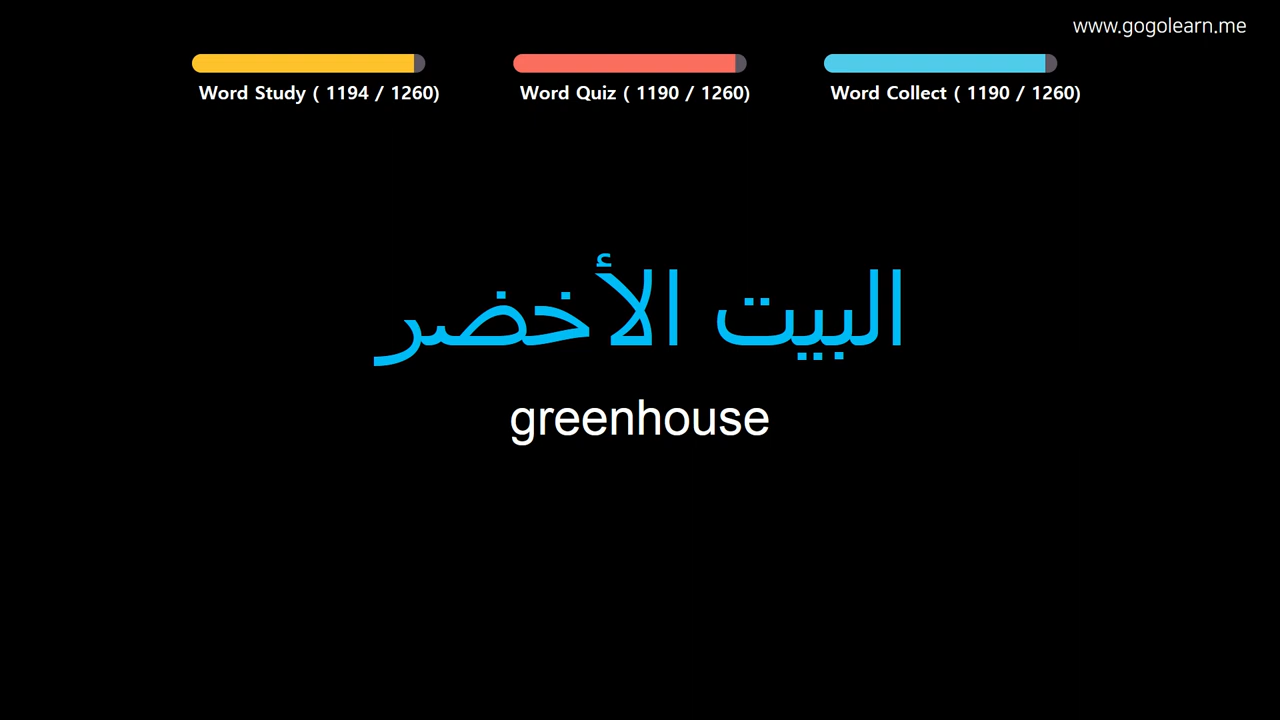 www.gogolearn.me
Word Study ( 1194 / 1260)
Word Quiz ( 1190 / 1260)
Word Collect ( 1190 / 1260)
البيت الأخضر
greenhouse